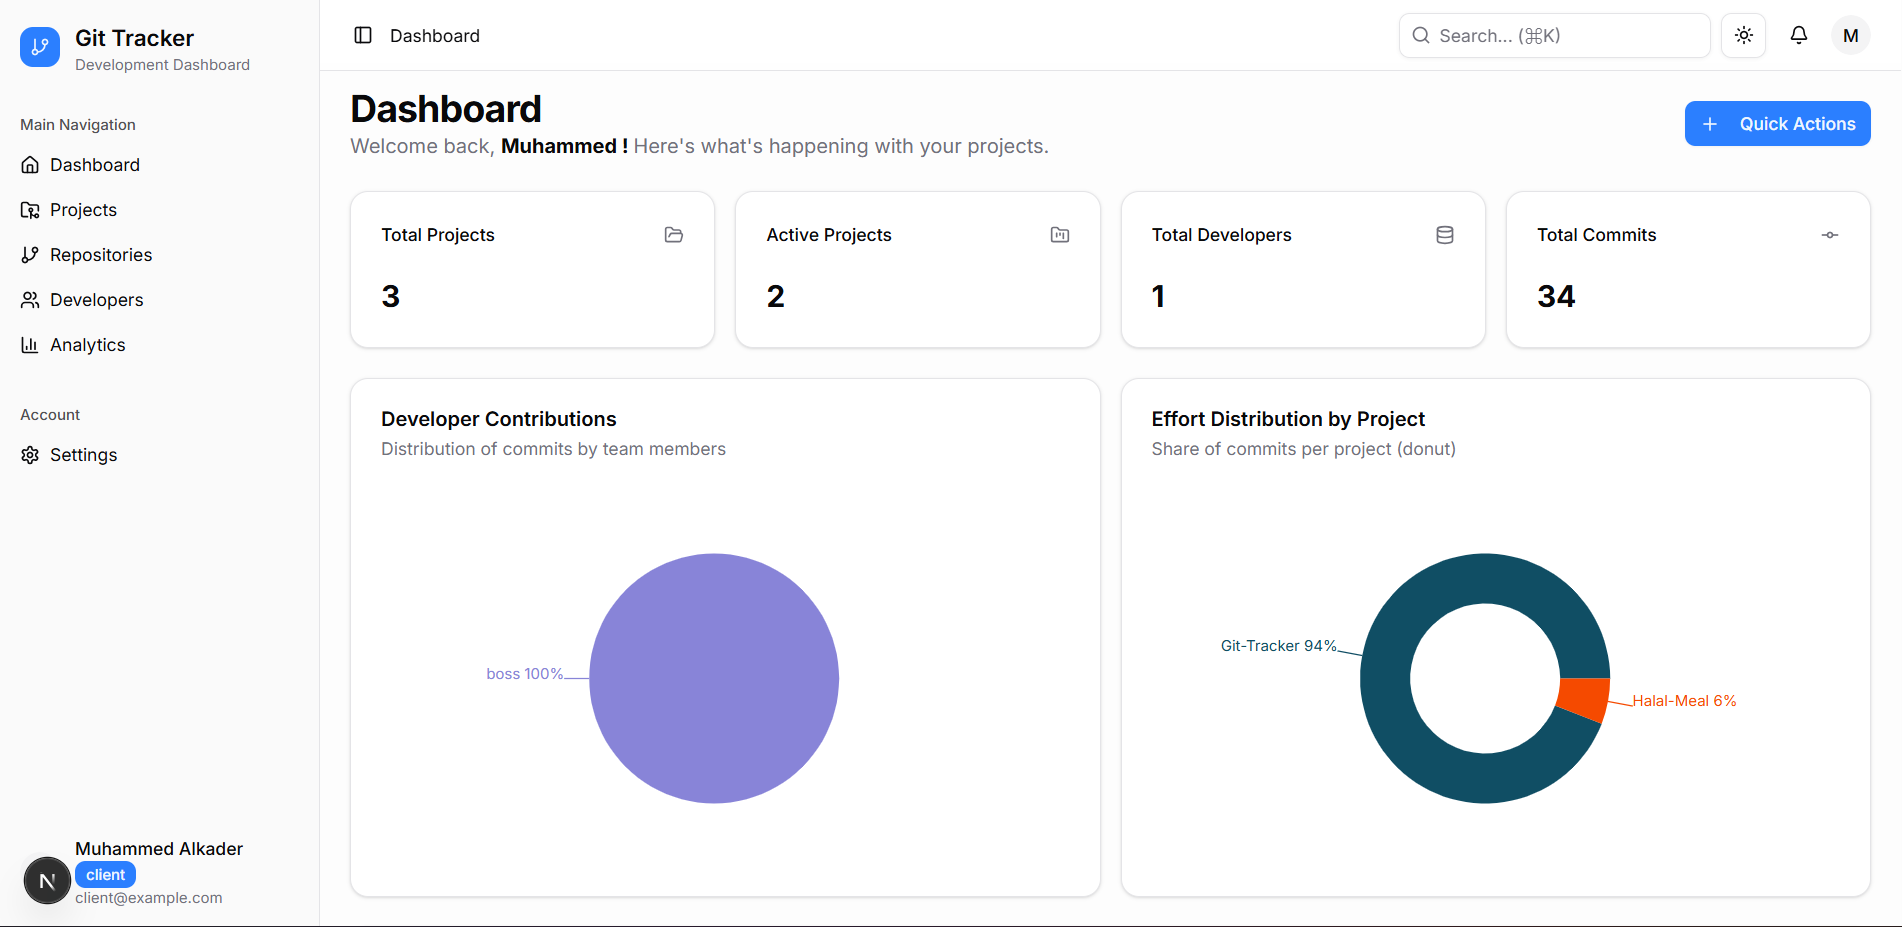 Git Tracker
Development Dashboard
Main Navigation
Dashboard
Projects
Repositories
Developers
Analytics
Account
Settings
Muhammed Alkader
client
client@example.com
N
Dashboard
Search... (⌘K)
M
Dashboard
Welcome back, Muhammed ! Here's what's happening with your projects.
Quick Actions
Total Projects
3
Active Projects
2
Total Developers
1
Total Commits
34
Developer Contributions
Distribution of commits by team members
boss 100%
Effort Distribution by Project
Share of commits per project (donut)
Git-Tracker 94%
Halal-Meal 6%